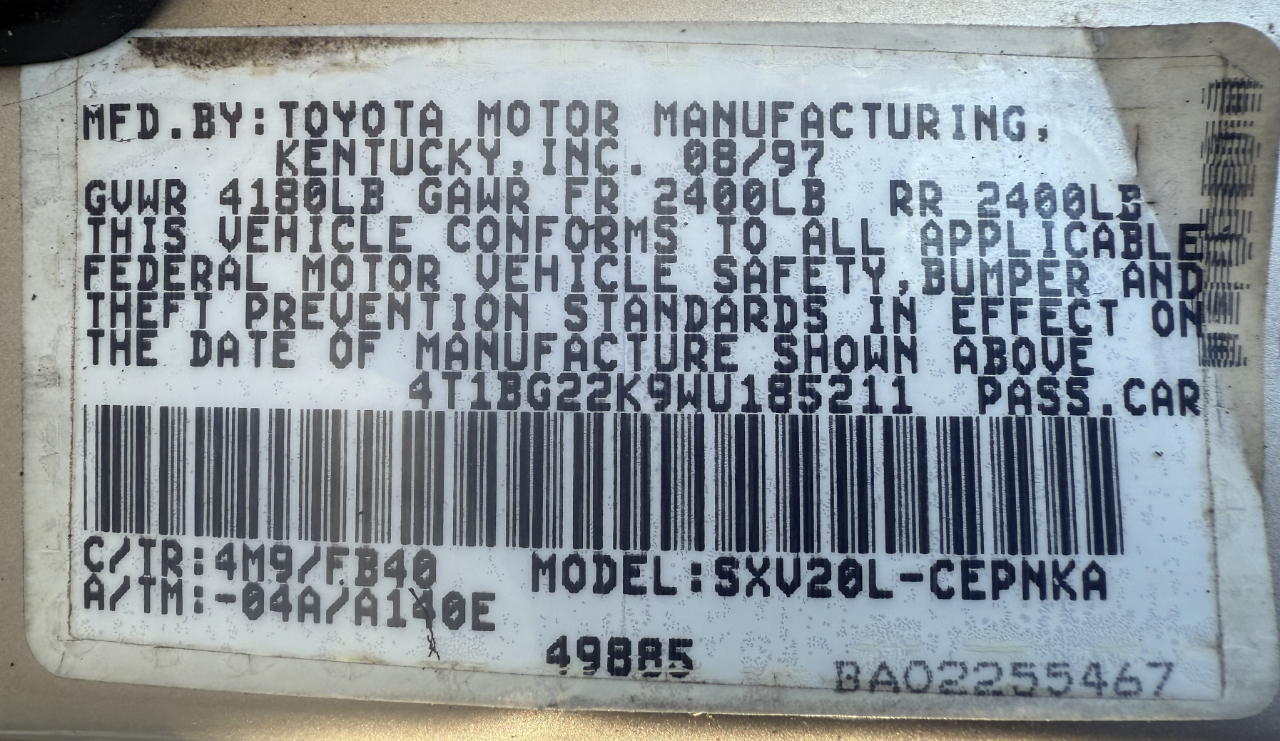 MFD.BY:TOYOTA MOTOR MANUFACTURING,
KENTUCKY,INC. 08/97
GVWR 4180LB GAWR FR 2400LB RR 2400LB
THIS VEHICLE CONFORMS TO ALL APPLICABLE
FEDERAL MOTOR VEHICLE SAFETY,BUMPER AND
THEFT PREVENTION STANDARDS IN EFFECT ON
THE DATE OF MANUFACTURE SHOWN ABOVE
4T1BG22K9WU185211 PASS.CAR
C/TR:4M9/FB40 MODEL:SXV20L-CEPNKA
A/TM:-04A/A140E
49885
BA02255467